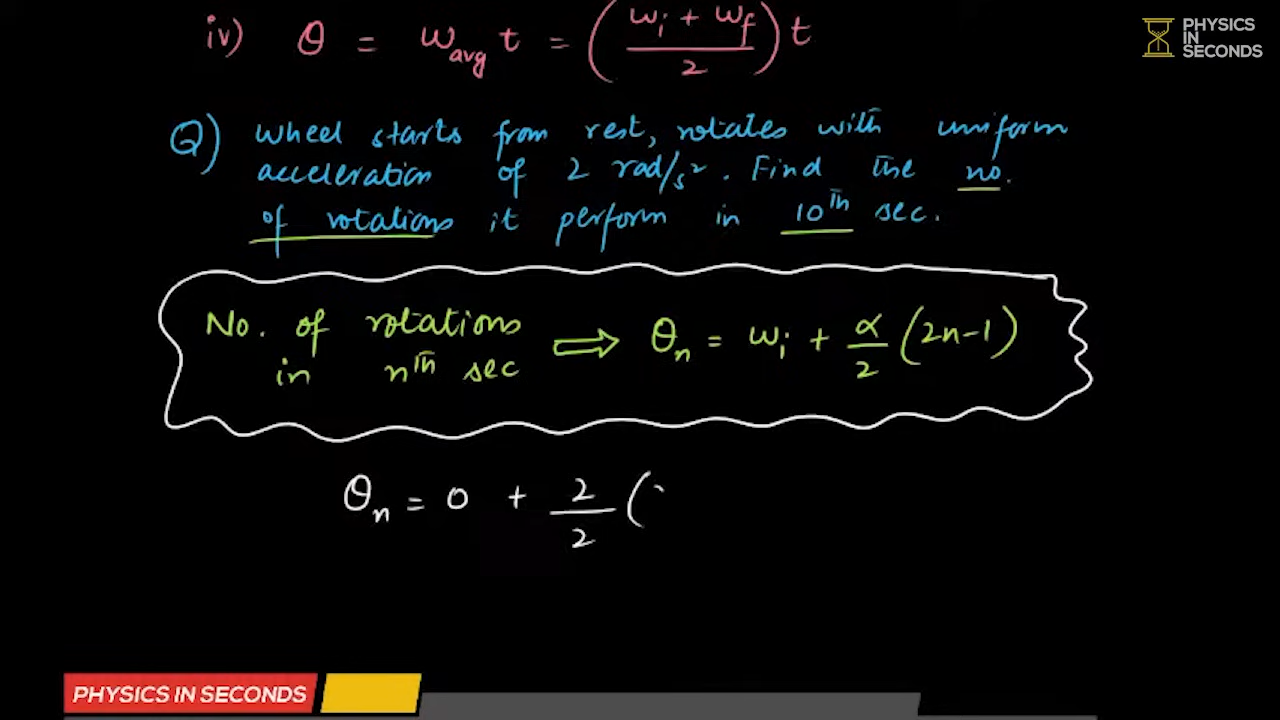 iv) θ = ω_avg t = ((ω_i + ω_f)/2) t
PHYSICS
IN
SECONDS
Q) Wheel starts from rest, rotates with uniform
acceleration of 2 rad/s². Find the no.
of rotations it perform in 10th sec.
No. of rotations
in nth sec ⇒ θ_n = ω_i + α/2 (2n-1)
θ_n = 0 + 2/2 (
PHYSICS IN SECONDS